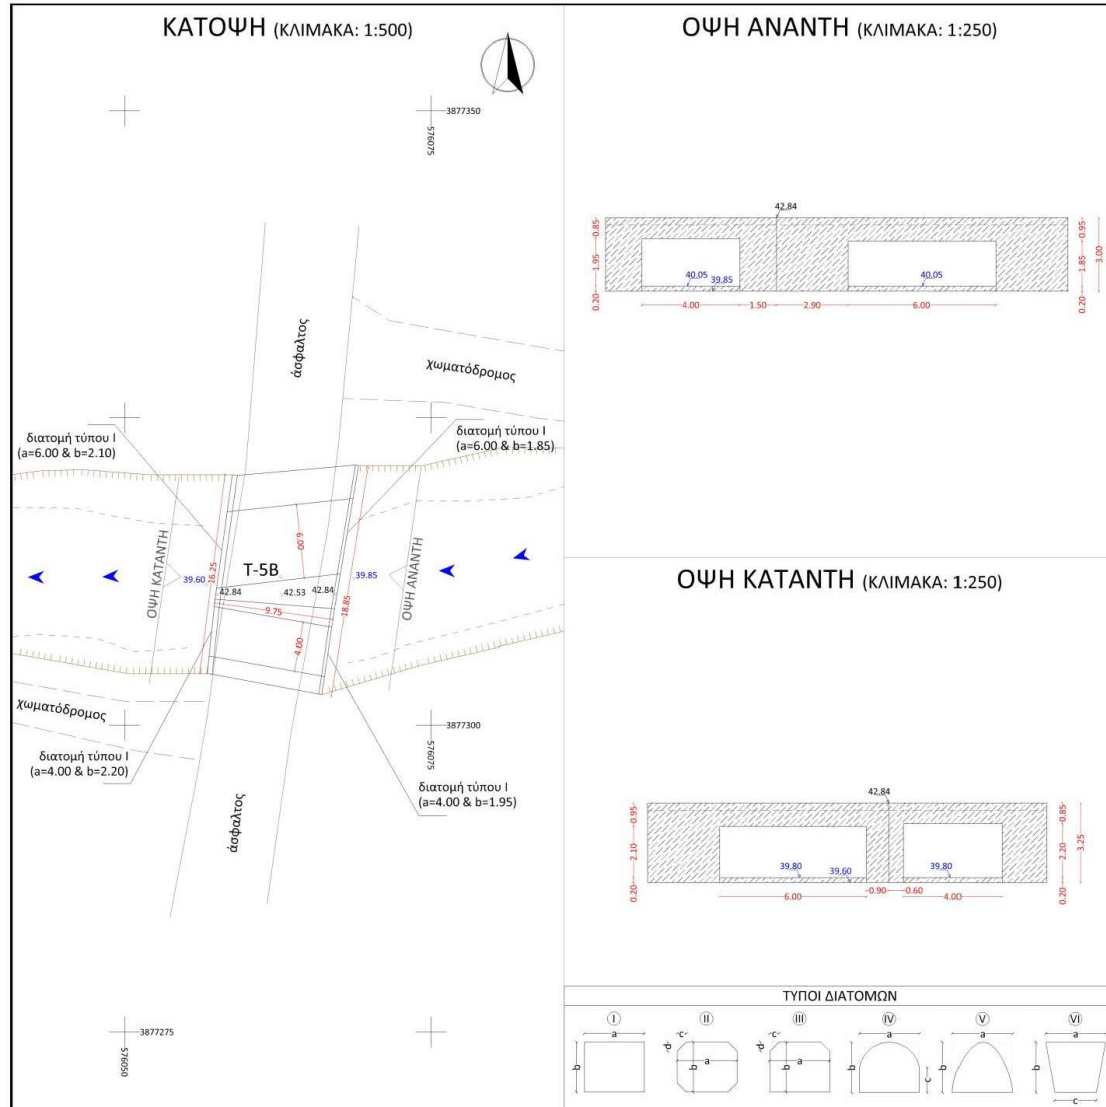 ΚΑΤΟΨΗ (ΚΛΙΜΑΚΑ: 1:500)
3877350
576075
άσφαλτος
χωματόδρομος
διατομή τύπου Ι
(a=6.00 & b=2.10)
διατομή τύπου Ι
(a=6.00 & b=1.85)
ΟΨΗ ΚΑΤΑΝΤΗ
39.60
16.25
6.00
T-5B
42.84
42.53
42.84
9.75
4.00
39.85
18.85
ΟΨΗ ΑΝΑΝΤΗ
χωματόδρομος
3877300
576075
διατομή τύπου Ι
(a=4.00 & b=2.20)
διατομή τύπου Ι
(a=4.00 & b=1.95)
άσφαλτος
3877275
576050
ΟΨΗ ΑΝΑΝΤΗ (ΚΛΙΜΑΚΑ: 1:250)
42.84
0.85
1.95
0.20
40.05
39.85
40.05
0.95
1.85
0.20
3.00
4.00
1.50
2.90
6.00
ΟΨΗ ΚΑΤΑΝΤΗ (ΚΛΙΜΑΚΑ: 1:250)
42.84
0.95
2.10
0.20
39.80
39.60
39.80
0.85
2.20
0.20
3.25
6.00
0.90
0.60
4.00
ΤΥΠΟΙ ΔΙΑΤΟΜΩΝ
I
II
III
IV
V
VI
a
b
c
d
b
a
c
d
b
a
a
b
c
a
b
a
b
c